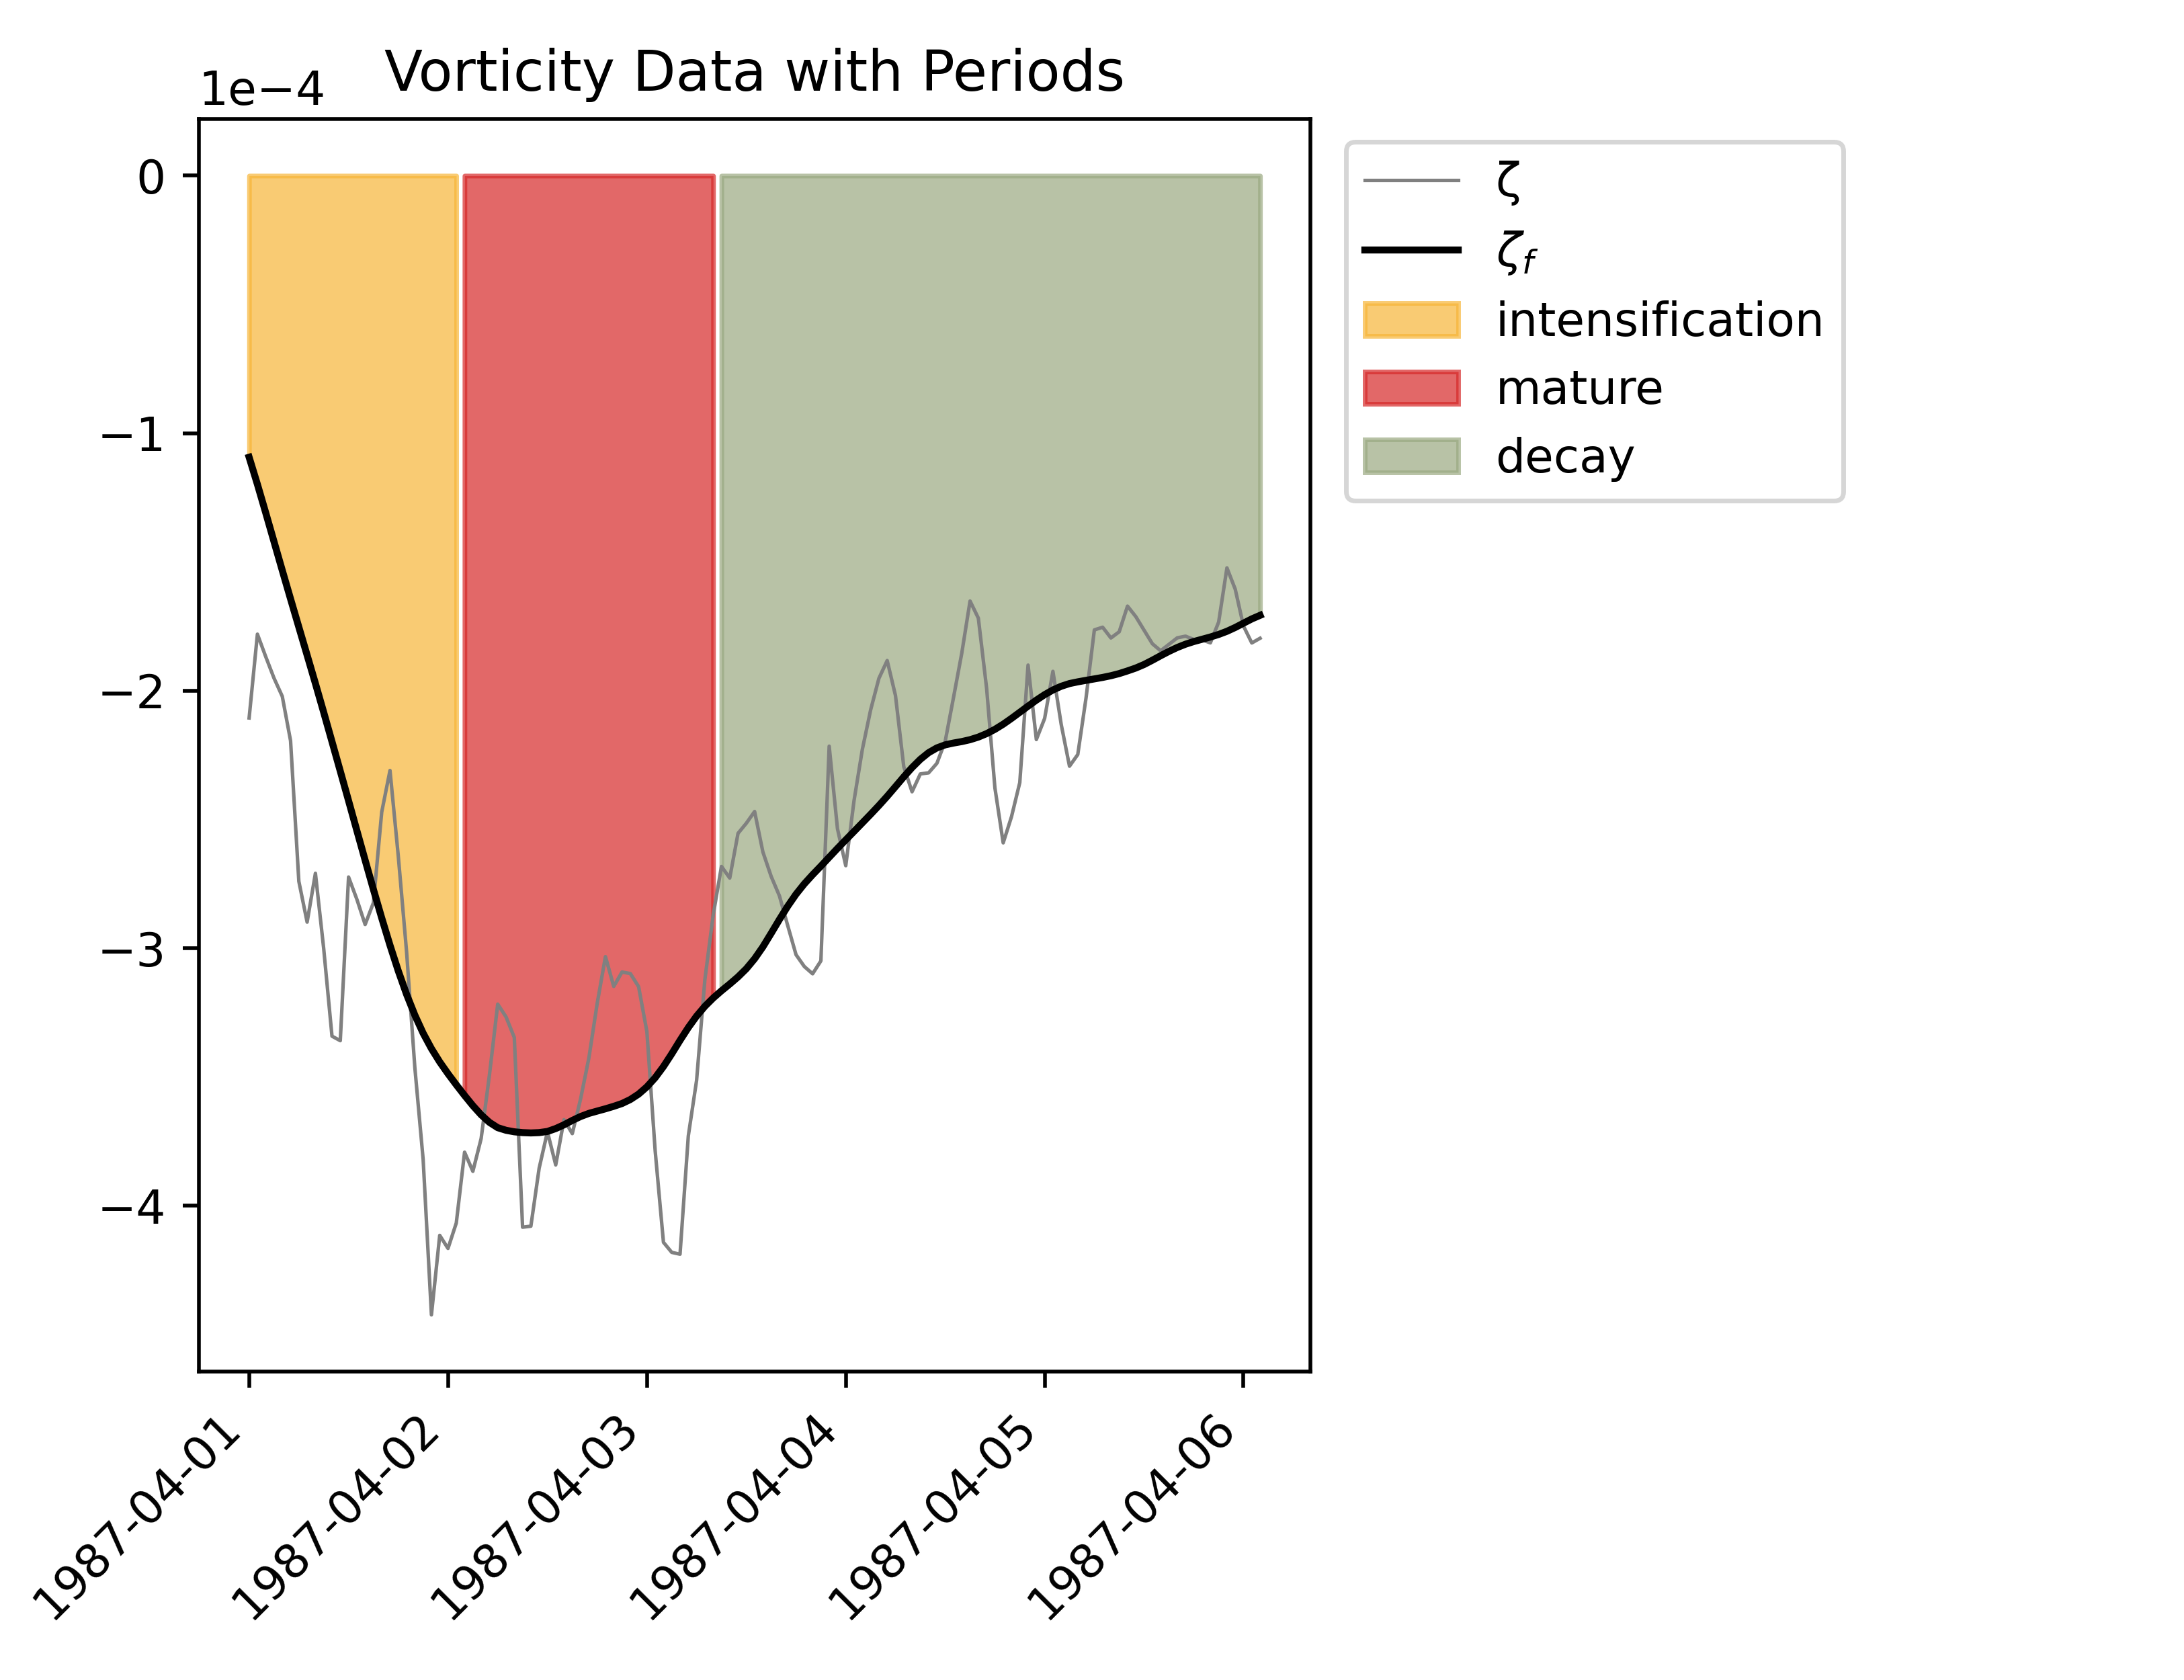 Vorticity Data with Periods
1e−4
0
−1
−2
−3
−4
1987-04-01
1987-04-02
1987-04-03
1987-04-04
1987-04-05
1987-04-06
ζ
ζf
intensification
mature
decay